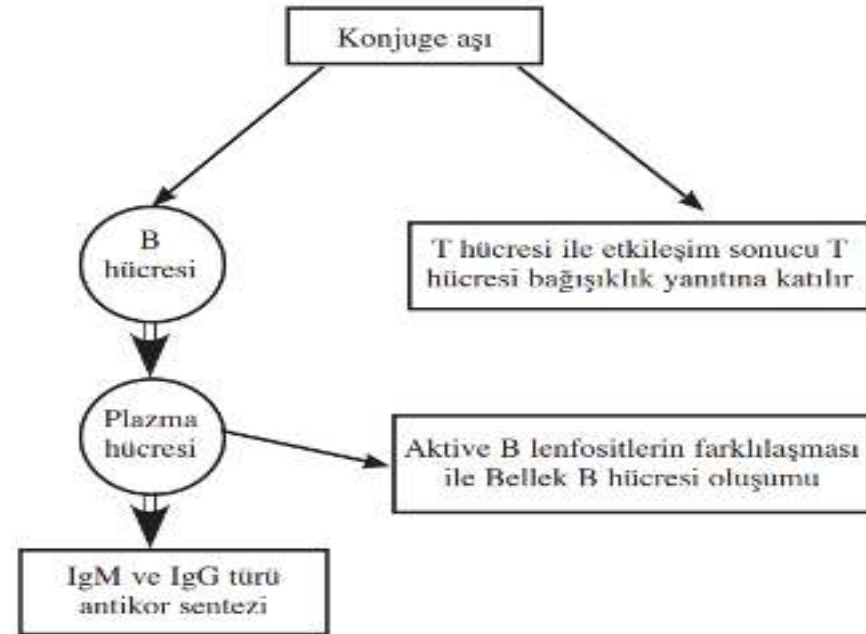 Konjuge aşı
B
hücresi
T hücresi ile etkileşim sonucu T
hücresi bağışıklık yanıtına katılır
Plazma
hücresi
Aktive B lenfositlerin farklılaşması
ile Bellek B hücresi oluşumu
IgM ve IgG türü
antikor sentezi